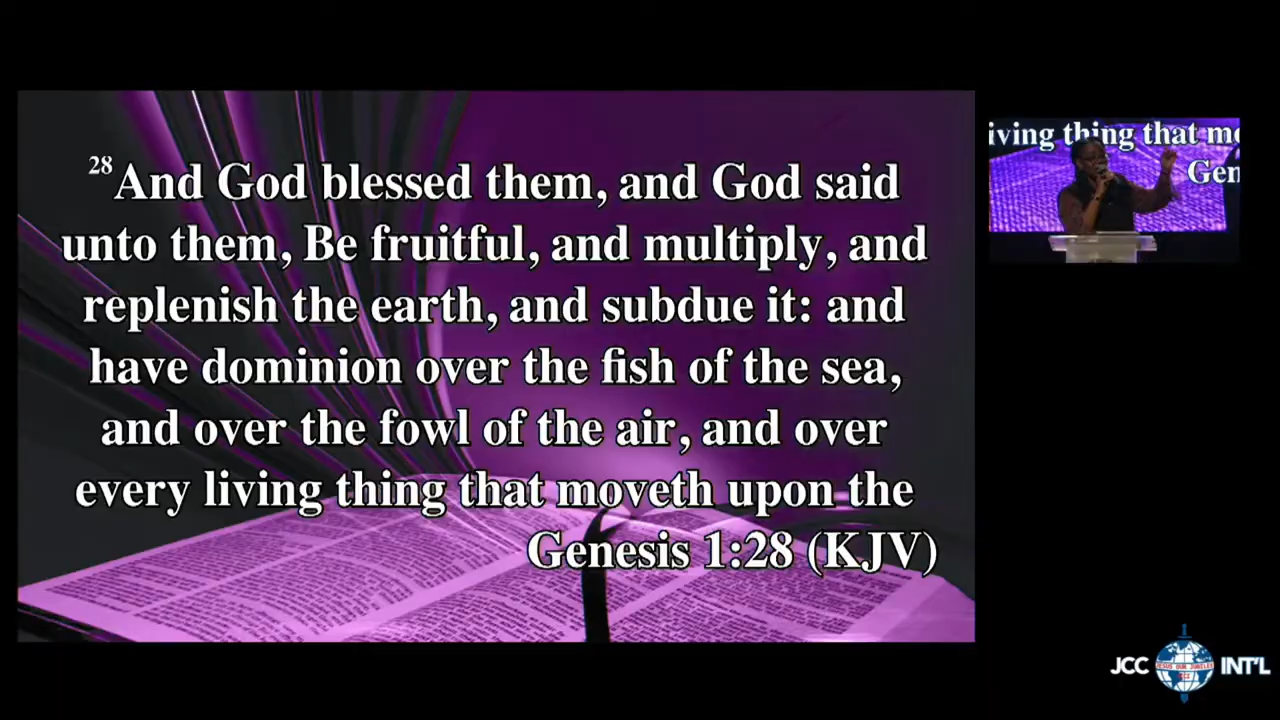 28 And God blessed them, and God said
unto them, Be fruitful, and multiply, and
replenish the earth, and subdue it: and
have dominion over the fish of the sea,
and over the fowl of the air, and over
every living thing that moveth upon the
Genesis 1:28 (KJV)
iving thing that mo
Gen
JCC INT'L